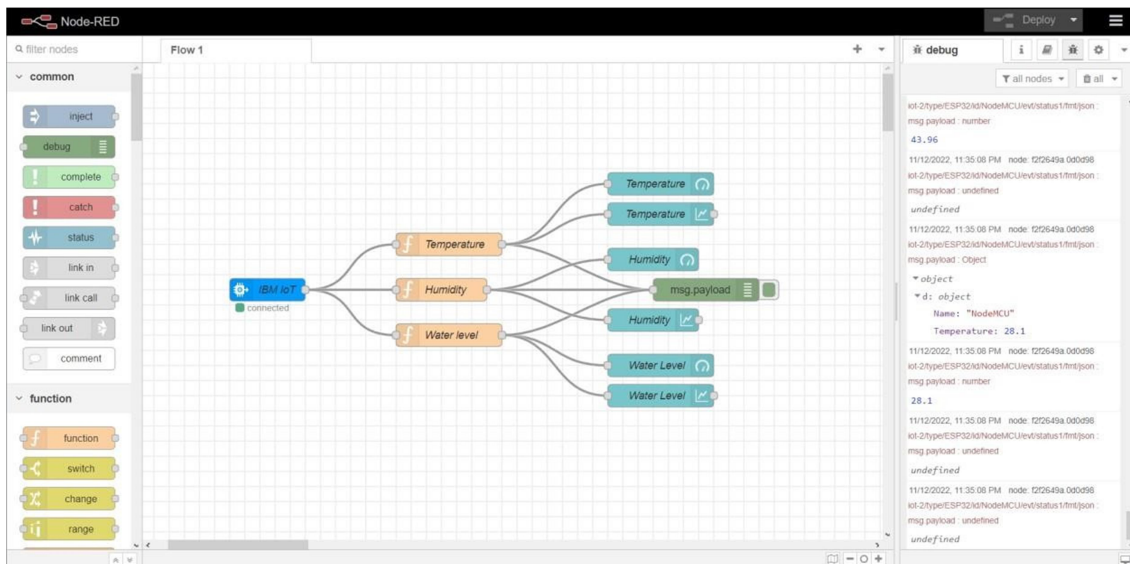 Node-RED
Deploy
filter nodes
common
inject
debug
complete
catch
status
link in
link call
link out
comment
function
function
switch
change
range
Flow 1
IBM IoT
connected
Temperature
Humidity
Water level
Temperature
Temperature
Humidity
msg.payload
Humidity
Water Level
Water Level
debug
all nodes
all
iot-2/type/ESP32/id/NodeMCU/evt/status1/fmt/json :
msg.payload : number
43.96
11/12/2022, 11:35:08 PM node: f2f2649a.0d0d98
iot-2/type/ESP32/id/NodeMCU/evt/status1/fmt/json :
msg.payload : undefined
undefined
11/12/2022, 11:35:08 PM node: f2f2649a.0d0d98
iot-2/type/ESP32/id/NodeMCU/evt/status1/fmt/json :
msg.payload : Object
object
d: object
Name: "NodeMCU"
Temperature: 28.1
11/12/2022, 11:35:08 PM node: f2f2649a.0d0d98
iot-2/type/ESP32/id/NodeMCU/evt/status1/fmt/json :
msg.payload : number
28.1
11/12/2022, 11:35:08 PM node: f2f2649a.0d0d98
iot-2/type/ESP32/id/NodeMCU/evt/status1/fmt/json :
msg.payload : undefined
undefined
11/12/2022, 11:35:08 PM node: f2f2649a.0d0d98
iot-2/type/ESP32/id/NodeMCU/evt/status1/fmt/json :
msg.payload : undefined
undefined